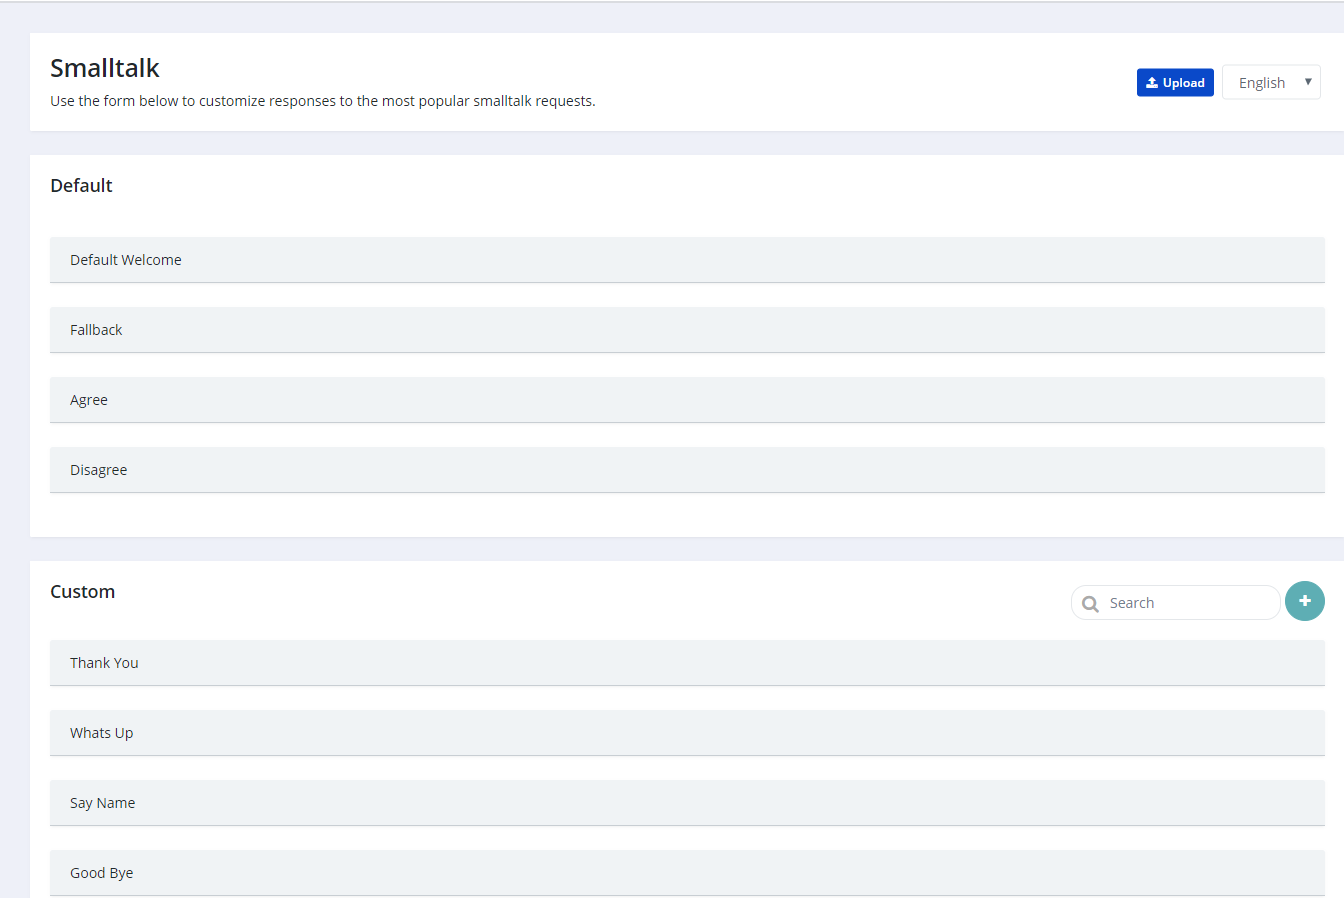 Smalltalk
Use the form below to customize responses to the most popular smalltalk requests.
Upload
English
Default
Default Welcome
Fallback
Agree
Disagree
Custom
Search
Thank You
Whats Up
Say Name
Good Bye